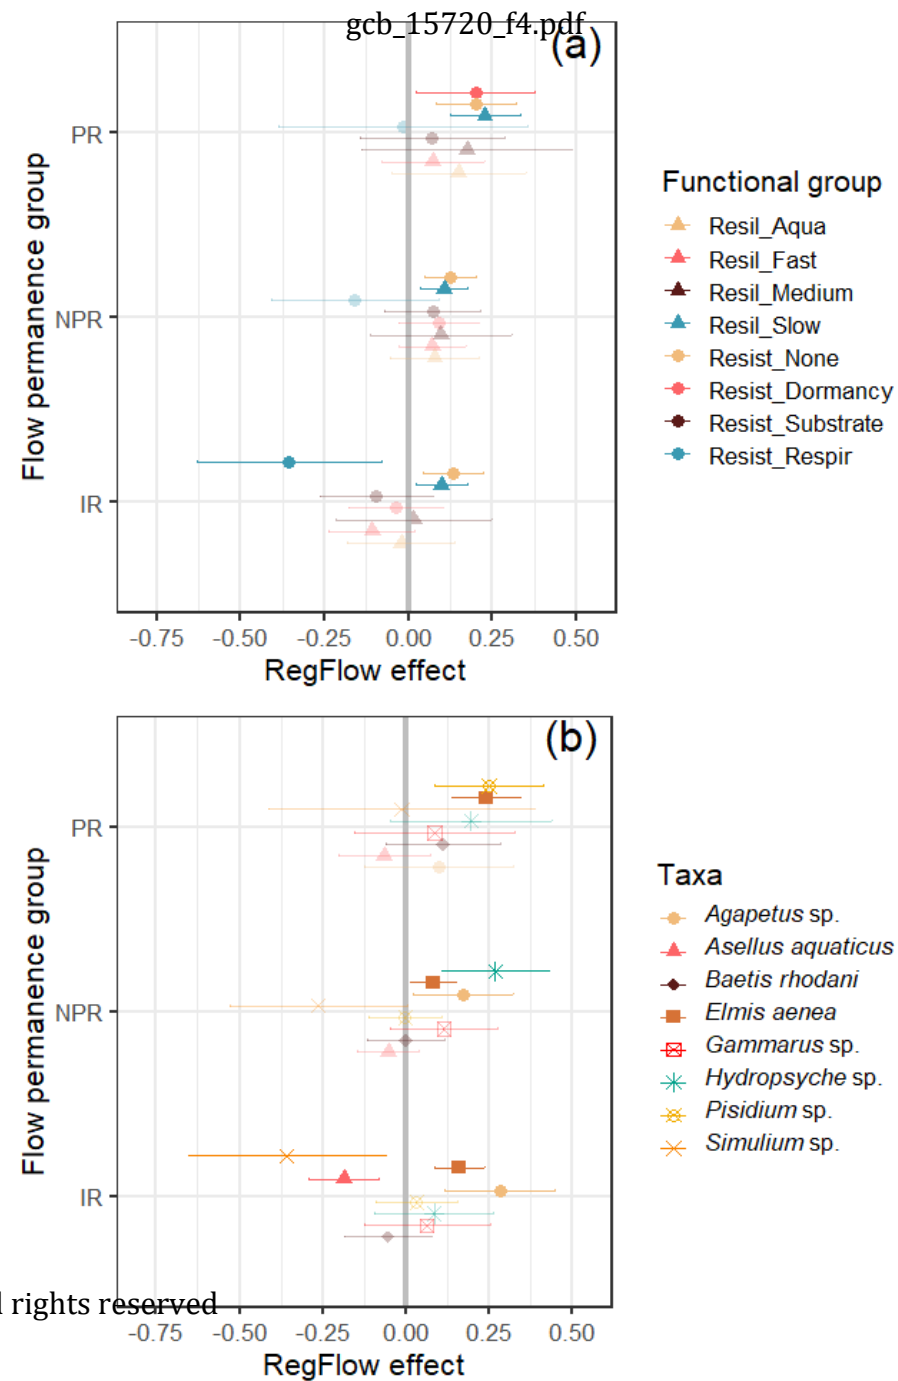 gcb_15720_f4.pdf
(a)
PR
NPR
IR
Flow permanence group
-0.75 -0.50 -0.25 0.00 0.25 0.50
RegFlow effect
Functional group
Resil_Aqua
Resil_Fast
Resil_Medium
Resil_Slow
Resist_None
Resist_Dormancy
Resist_Substrate
Resist_Respir
(b)
PR
NPR
IR
Flow permanence group
-0.75 -0.50 -0.25 0.00 0.25 0.50
RegFlow effect
Taxa
Agapetus sp.
Asellus aquaticus
Baetis rhodani
Elmis aenea
Gammarus sp.
Hydropsyche sp.
Pisidium sp.
Simulium sp.
rights reserved